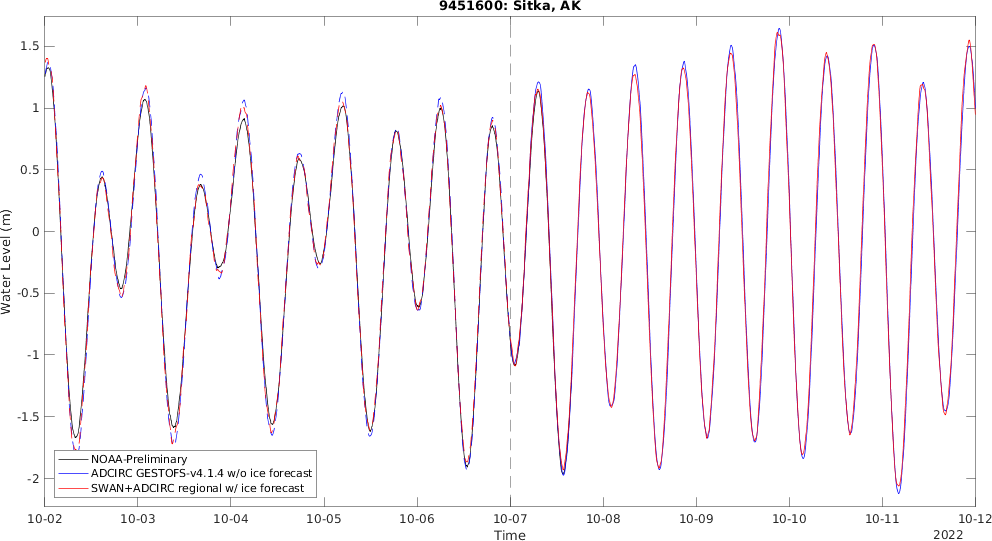 9451600: Sitka, AK
Water Level (m)
1.5
1
0.5
0
-0.5
-1
-1.5
-2
NOAA-Preliminary
ADCIRC GESTOFS-v4.1.4 w/o ice forecast
SWAN+ADCIRC regional w/ ice forecast
10-02 10-03 10-04 10-05 10-06 10-07 10-08 10-09 10-10 10-11 10-12
Time
2022